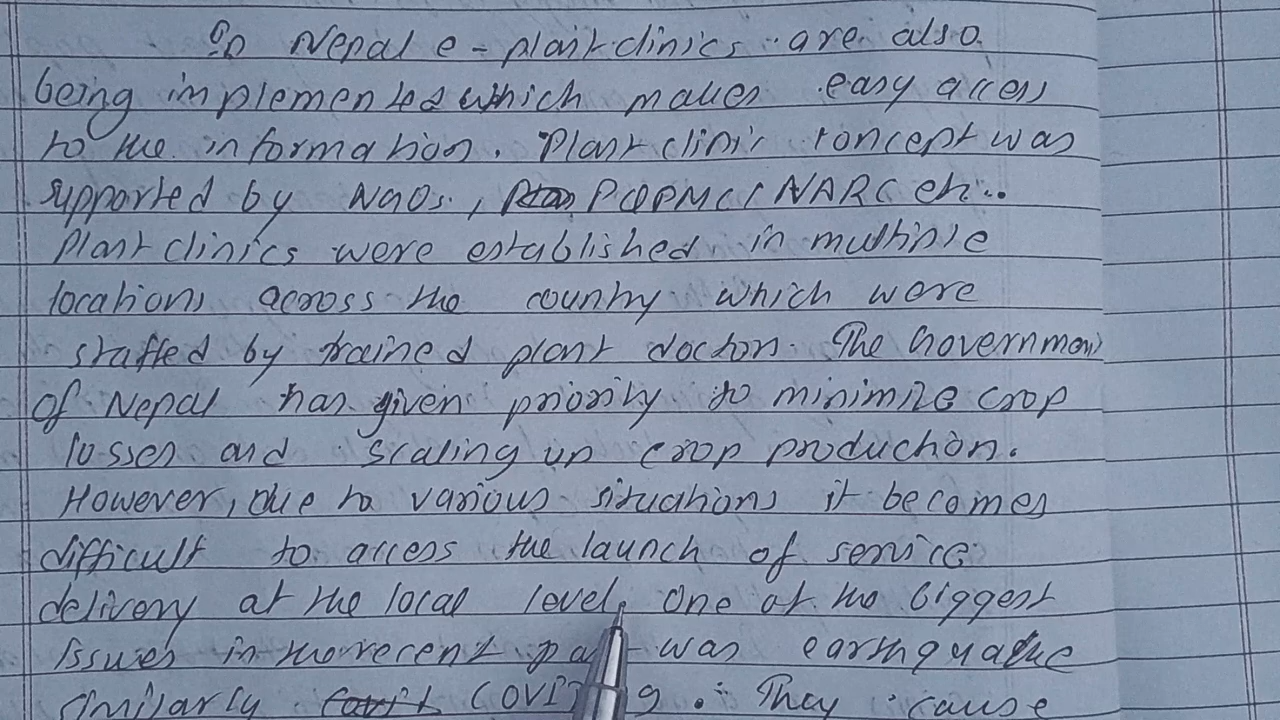 In Nepal e-plant clinics are also
being implemented which makes easy access
to the information. Plant clinic concept was
supported by NGOs, PQPMC, NARC etc..
Plant clinics were established in multiple
locations across the country which were
staffed by trained plant doctors. The Government
of Nepal has given priority to minimize crop
losses and scaling up crop production.
However, due to various situations it becomes
difficult to access the launch of service
delivery at the local level, One of the biggest
issues in the recent was earthquake
similarly COVID 19. They cause